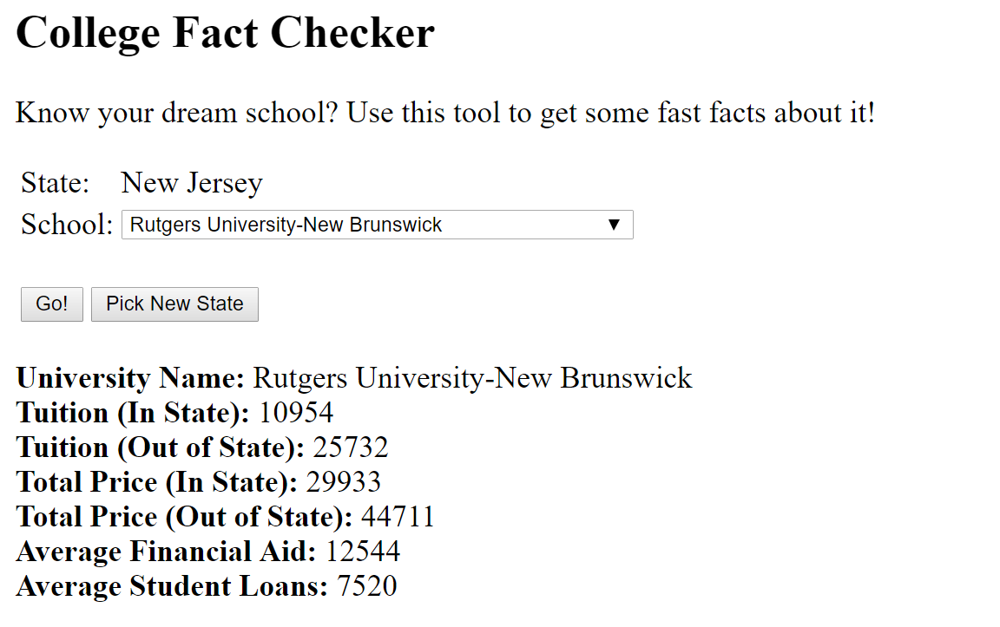 College Fact Checker
Know your dream school? Use this tool to get some fast facts about it!
State: New Jersey
School: Rutgers University-New Brunswick ▼
Go! Pick New State
University Name: Rutgers University-New Brunswick
Tuition (In State): 10954
Tuition (Out of State): 25732
Total Price (In State): 29933
Total Price (Out of State): 44711
Average Financial Aid: 12544
Average Student Loans: 7520